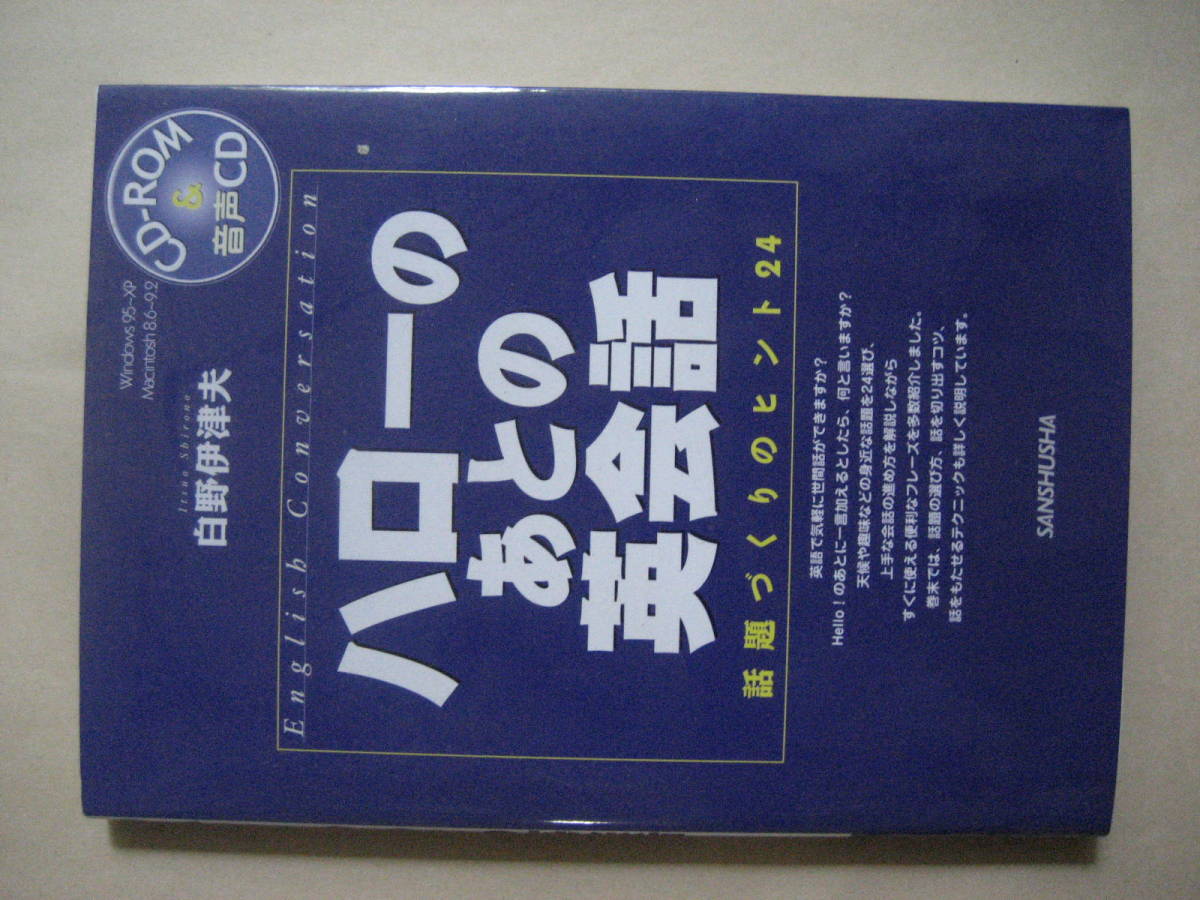 CD-ROM
&
音声CD
Windows 95~XP
Macintosh 8.6~9.2
Itsuo Shirono
白野伊津夫
English Conversation
ハローの
あとの
英会話
話題づくりのヒント24
英語で気軽に世間話ができますか?
Hello!のあとに一言加えるとしたら、何と言いますか?
天候や趣味などの身近な話題を24選び、
上手な会話の進め方を解説しながら
すぐに使える便利なフレーズを多数紹介しました。
巻末では、話題の選び方、話を切り出すコツ、
話をもたせるテクニックも詳しく説明しています。
SANSHUSHA